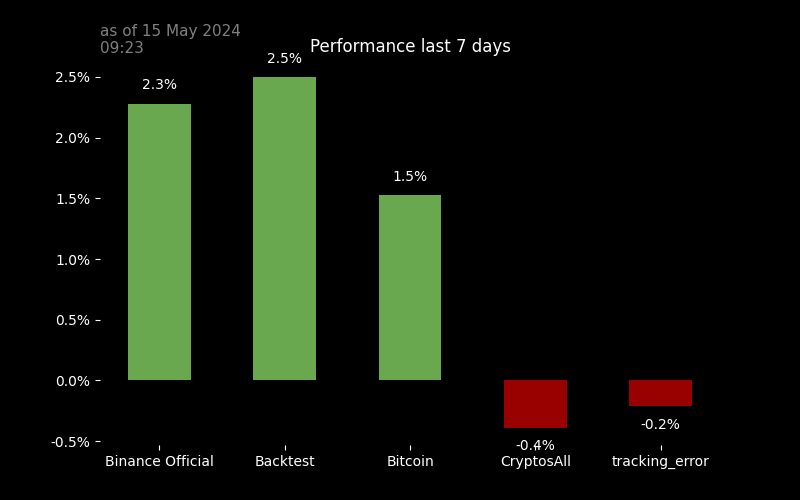 as of 15 May 2024
09:23
Performance last 7 days
2.5%
2.0%
1.5%
1.0%
0.5%
0.0%
-0.5%
2.3%
2.5%
1.5%
-0.4%
-0.2%
Binance Official
Backtest
Bitcoin
CryptosAll
tracking_error